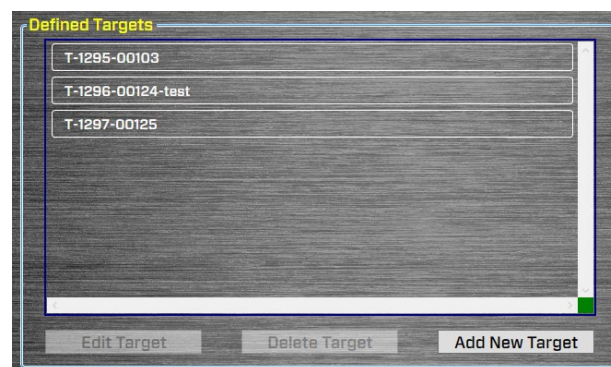 Defined Targets
T-1295-00103
T-1296-00124-test
T-1297-00125
Edit Target Delete Target Add New Target